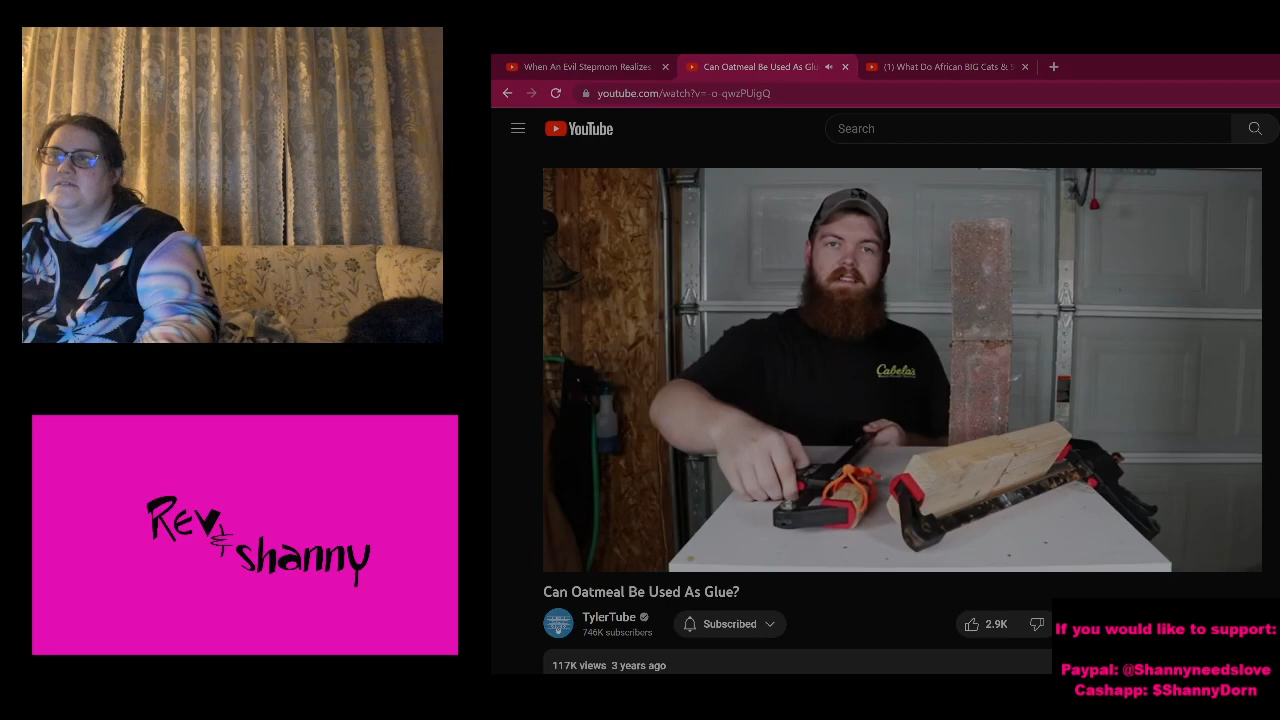 When An Evil Stepmom Realizes
Can Oatmeal Be Used As Glu
(1) What Do African BIG Cats &
youtube.com/watch?v=-o-qwzPUigQ
YouTube
Search
Cabela's
Rev
&
shanny
Can Oatmeal Be Used As Glue?
TylerTube
746K subscribers
Subscribed
2.9K
117K views 3 years ago
If you would like to support:
Paypal: @Shannyneedslove
Cashapp: $ShannyDorn